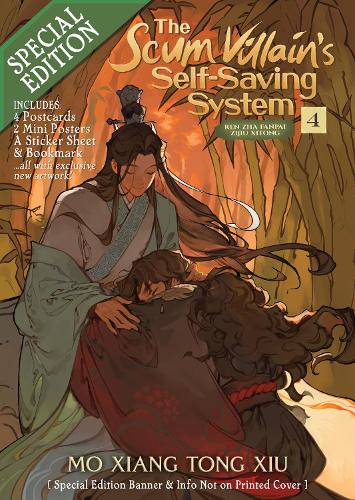 SPECIAL
EDITION
The
Scum Villain's
Self-Saving
System
REN ZHA FANPAI
ZIJIU XITONG
4
INCLUDES:
4 Postcards
2 Mini Posters
A Sticker Sheet
& Bookmark
...all with exclusive
new artwork!
MO XIANG TONG XIU
[ Special Edition Banner & Info Not on Printed Cover ]